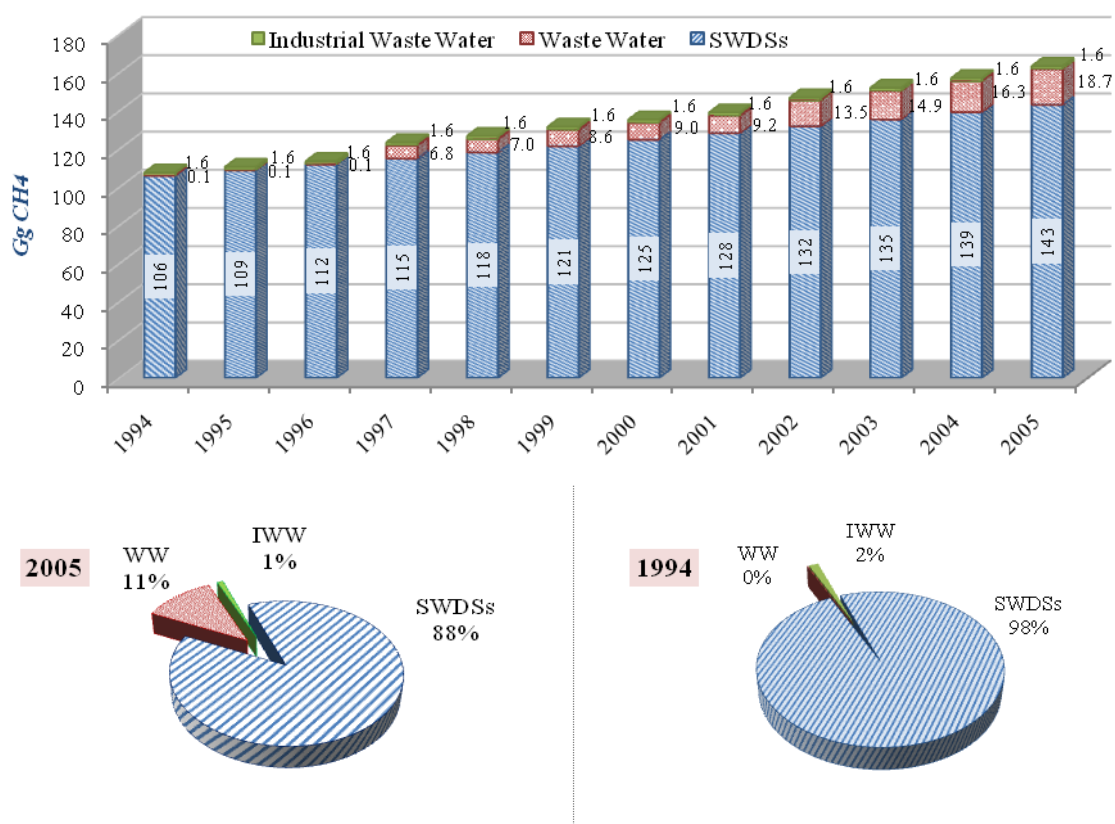 180
160
140
120
100
80
60
40
20
0
Gg CH4
Industrial Waste Water Waste Water SWDSs
1.6 1.6 1.6 1.6 1.6 1.6 1.6 1.6 1.6 1.6 1.6 1.6
0.1 0.1 0.1 6.8 7.0 8.6 9.0 9.2 13.5 14.9 16.3 18.7
106 109 112 115 118 121 125 128 132 135 139 143
1994 1995 1996 1997 1998 1999 2000 2001 2002 2003 2004 2005
2005
WW
11%
IWW
1%
SWDSs
88%
1994
WW
0%
IWW
2%
SWDSs
98%